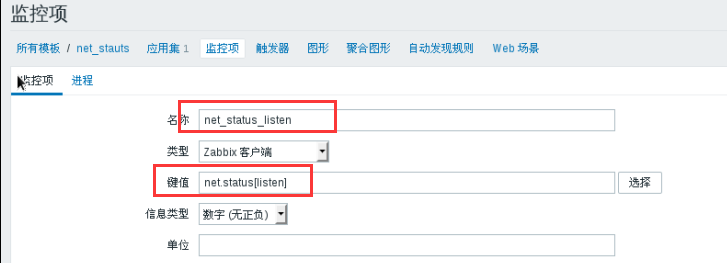 监控项
所有模板 / net_stauts 应用集 1 监控项 触发器 图形 聚合图形 自动发现规则 Web 场景
监控项 进程
名称 net_status_listen
类型 Zabbix 客户端
键值 net.status[listen] 选择
信息类型 数字 (无正负)
单位